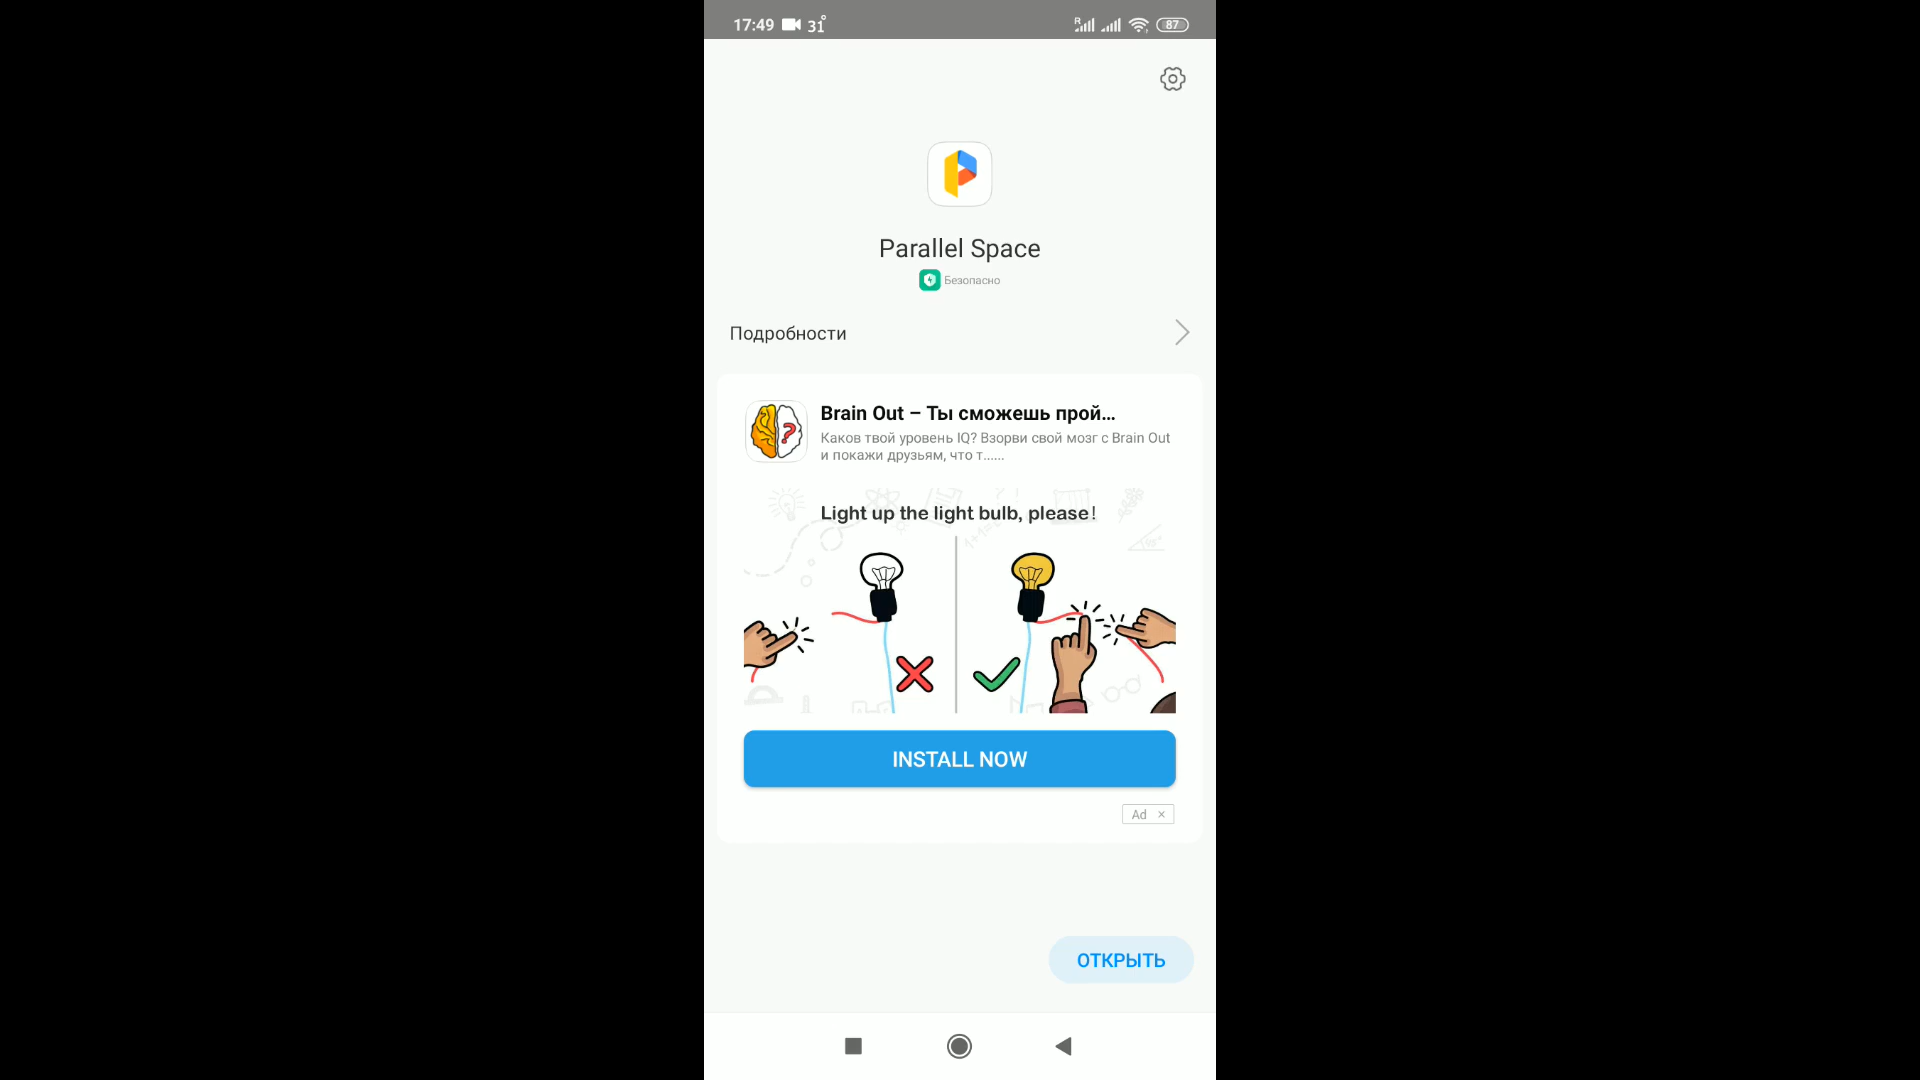 17:49 31° R 87
Parallel Space
Безопасно
Подробности
Brain Out – Ты сможешь прой...
Каков твой уровень IQ? Взорви свой мозг с Brain Out
и покажи друзьям, что т......
Light up the light bulb, please!
INSTALL NOW
Ad ×
ОТКРЫТЬ